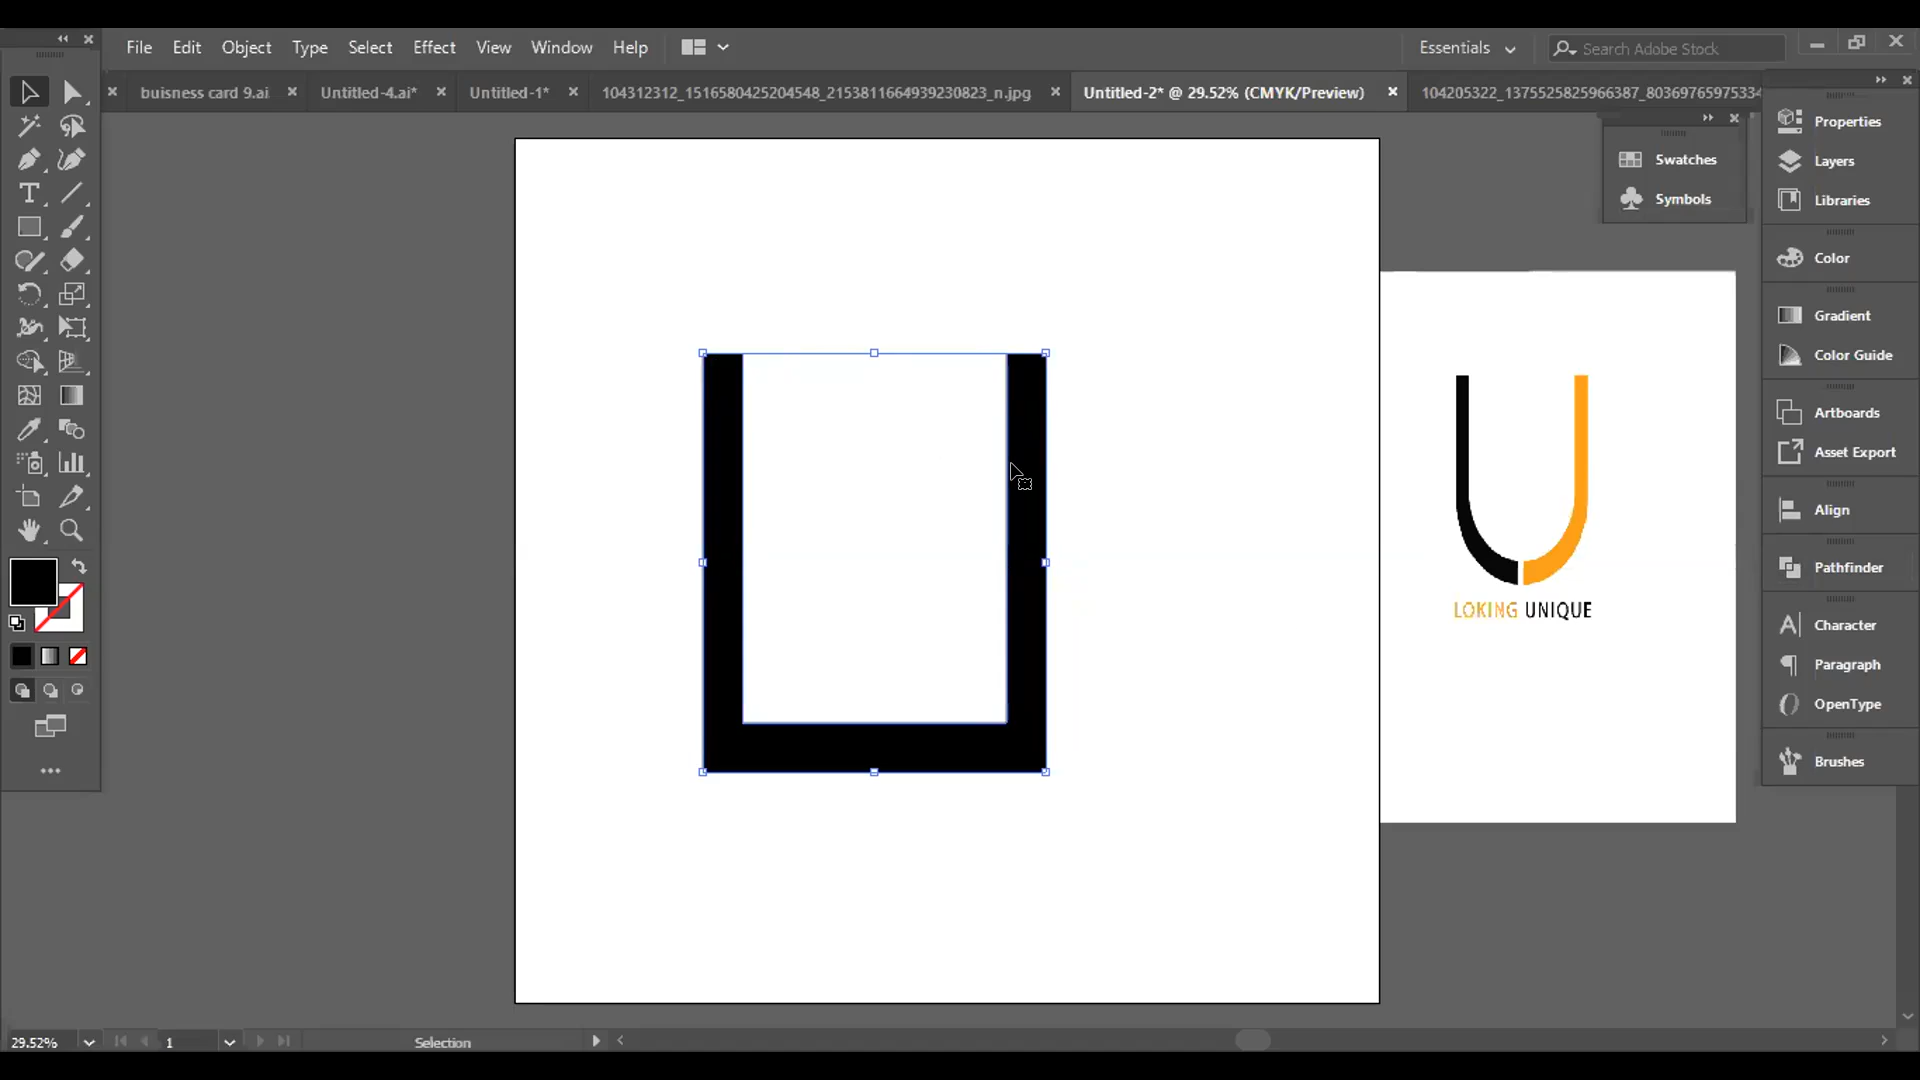 File Edit Object Type Select Effect View Window Help
Essentials
Search Adobe Stock
buisness card 9.ai
Untitled-4.ai*
Untitled-1*
104312312_1516580425204548_2153811664939230823_n.jpg
Untitled-2* @ 29.52% (CMYK/Preview)
104205322_1375525825966387_80369765975334
Swatches
Symbols
Properties
Layers
Libraries
Color
Gradient
Color Guide
Artboards
Asset Export
Align
Pathfinder
Character
Paragraph
OpenType
Brushes
LOKING UNIQUE
29.52%
1
Selection